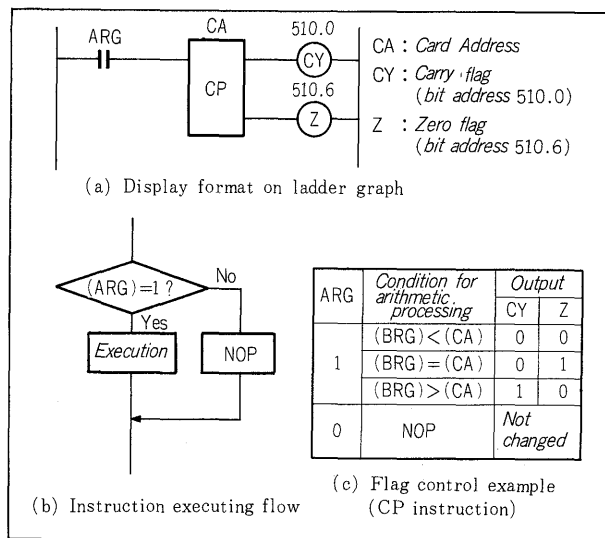 CA
510.0
ARG
CY
CP
510.6
Z
CA : Card Address
CY : Carry flag
(bit address 510.0)
Z : Zero flag
(bit address 510.6)
(a) Display format on ladder graph
(ARG)=1 ?
No
Yes
Execution
NOP
(b) Instruction executing flow
ARG
Condition for arithmetic. processing
Output
CY Z
1
(BRG)<(CA) 0 0
(BRG)=(CA) 0 1
(BRG)>(CA) 1 0
0 NOP Not changed
(c) Flag control example
(CP instruction)